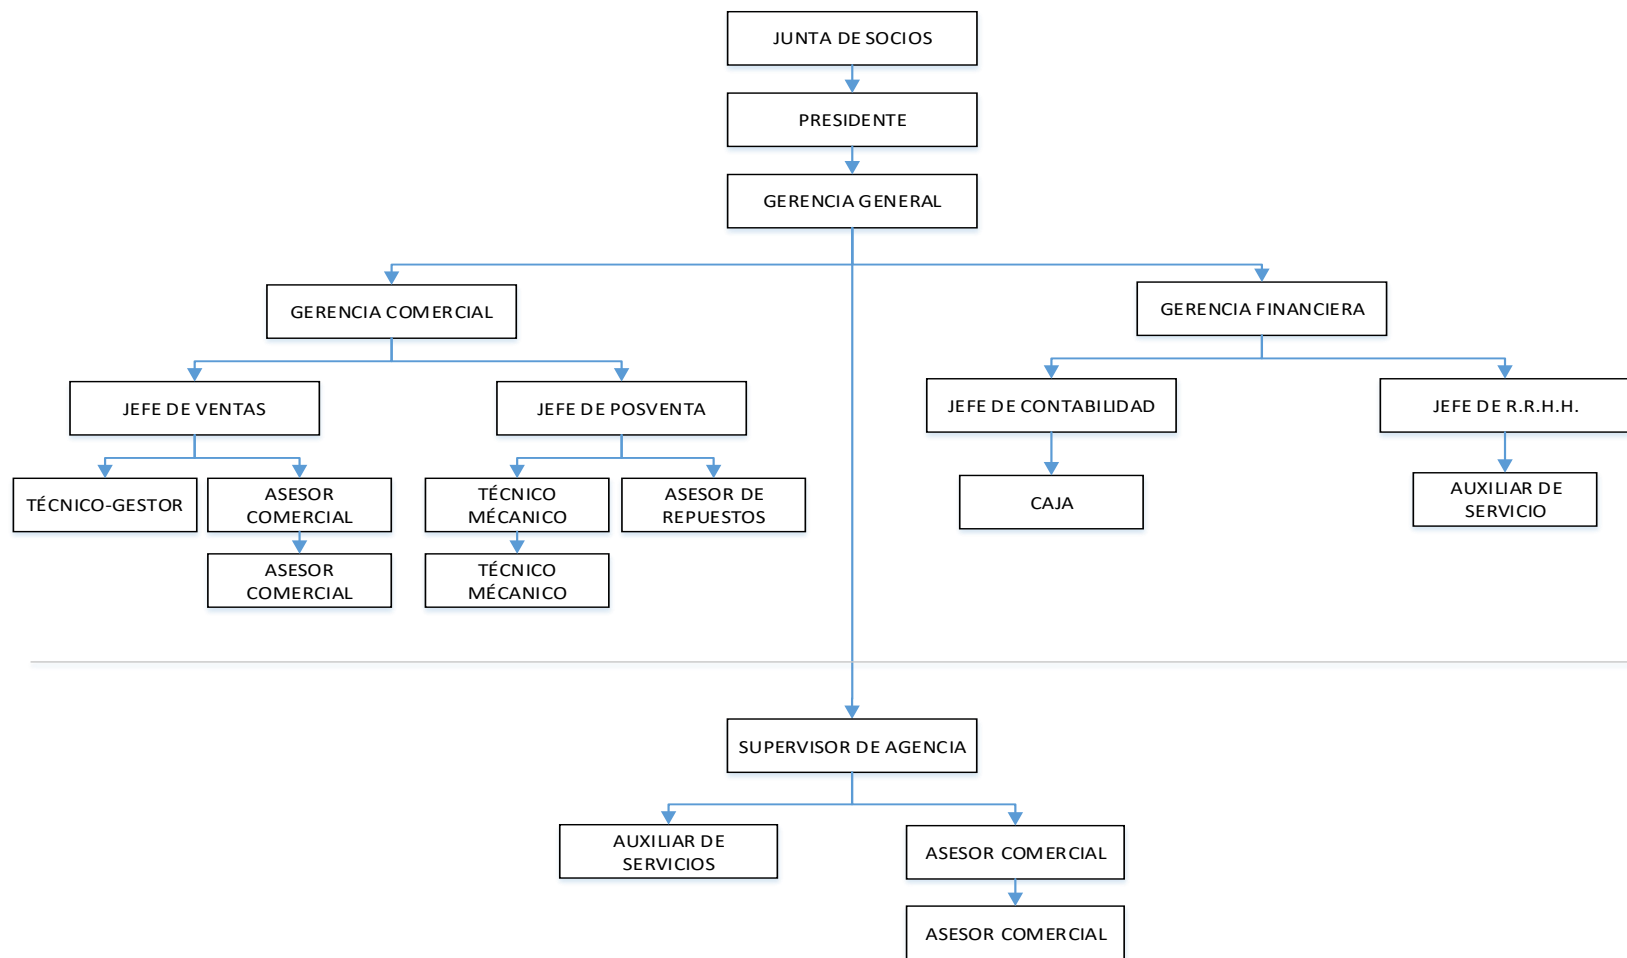 JUNTA DE SOCIOS
PRESIDENTE
GERENCIA GENERAL
GERENCIA COMERCIAL
GERENCIA FINANCIERA
JEFE DE VENTAS
JEFE DE POSVENTA
JEFE DE CONTABILIDAD
JEFE DE R.R.H.H.
TÉCNICO-GESTOR
ASESOR
COMERCIAL
TÉCNICO
MÉCANICO
ASESOR DE
REPUESTOS
CAJA
AUXILIAR DE
SERVICIO
ASESOR
COMERCIAL
TÉCNICO
MÉCANICO
SUPERVISOR DE AGENCIA
AUXILIAR DE
SERVICIOS
ASESOR COMERCIAL
ASESOR COMERCIAL